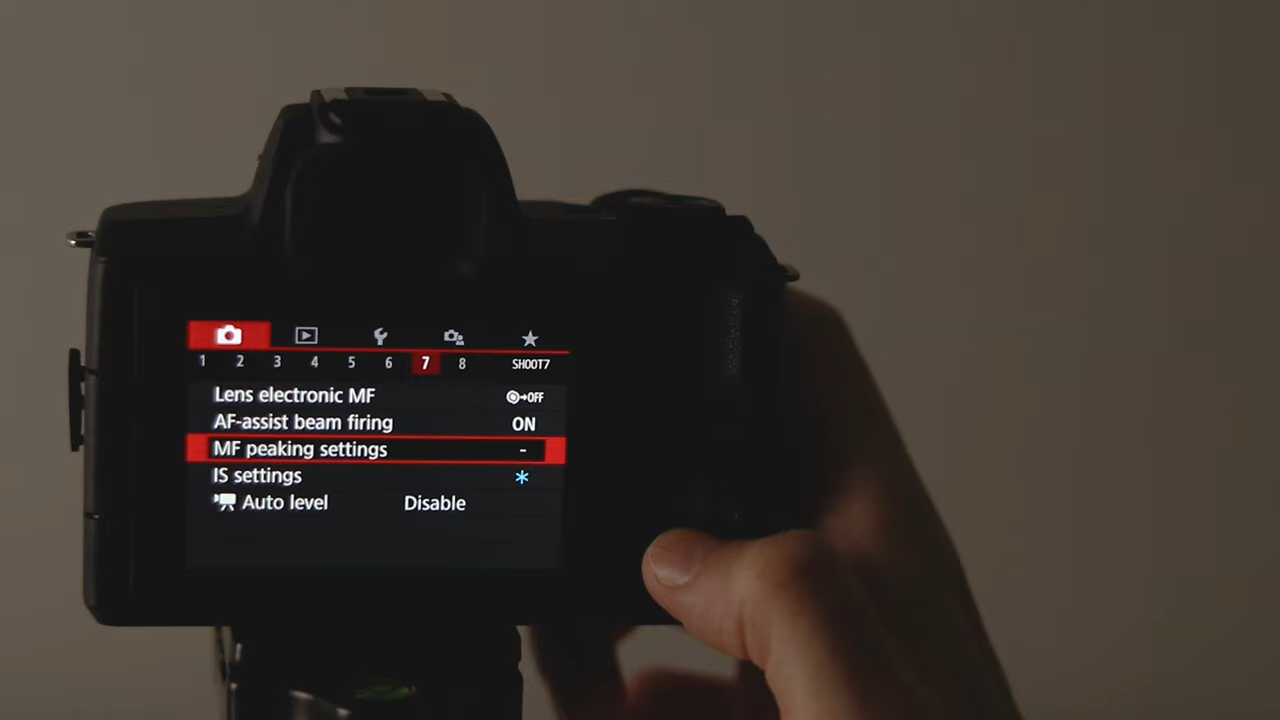 1 2 3 4 5 6 7 8 SHOOT7
Lens electronic MF OFF
AF-assist beam firing ON
MF peaking settings -
IS settings *
Auto level Disable